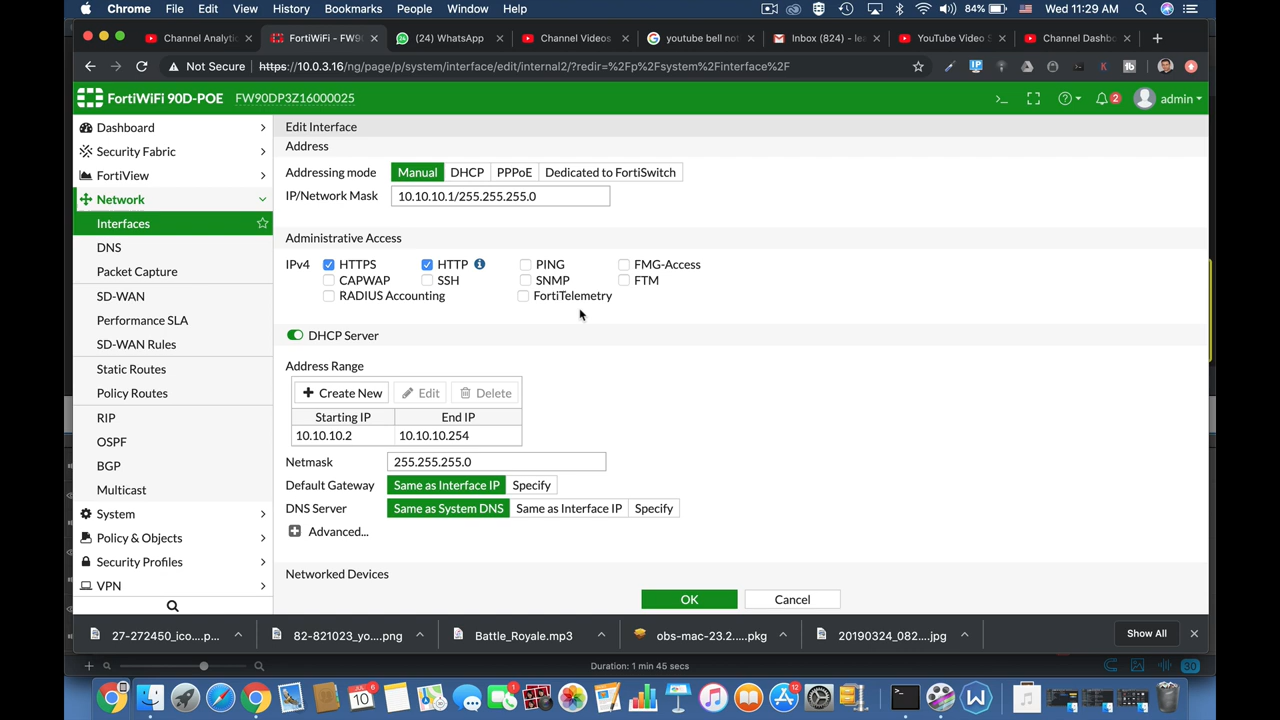 Chrome File Edit View History Bookmarks People Window Help 84% Wed 11:29 AM
Channel Analytic FortiWiFi - FW90 (24) WhatsApp Channel Videos youtube bell not Inbox (824) - lea YouTube Video S Channel Dashb
Not Secure https://10.0.3.16/ng/page/p/system/interface/edit/internal2/?redir=%2Fp%2Fsystem%2Finterface%2F
FortiWiFi 90D-POE FW90DP3Z16000025 >_ 2 admin
Dashboard
Security Fabric
FortiView
Network
Interfaces
DNS
Packet Capture
SD-WAN
Performance SLA
SD-WAN Rules
Static Routes
Policy Routes
RIP
OSPF
BGP
Multicast
System
Policy & Objects
Security Profiles
VPN
Edit Interface
Address
Addressing mode Manual DHCP PPPoE Dedicated to FortiSwitch
IP/Network Mask 10.10.10.1/255.255.255.0
Administrative Access
IPv4 HTTPS HTTP PING FMG-Access
CAPWAP SSH SNMP FTM
RADIUS Accounting FortiTelemetry
DHCP Server
Address Range
Create New Edit Delete
Starting IP End IP
10.10.10.2 10.10.10.254
Netmask 255.255.255.0
Default Gateway Same as Interface IP Specify
DNS Server Same as System DNS Same as Interface IP Specify
Advanced...
Networked Devices
OK Cancel
27-272450_ico....p... 82-821023_yo....png Battle_Royale.mp3 obs-mac-23.2.....pkg 20190324_082....jpg Show All
Duration: 1 min 45 secs 30